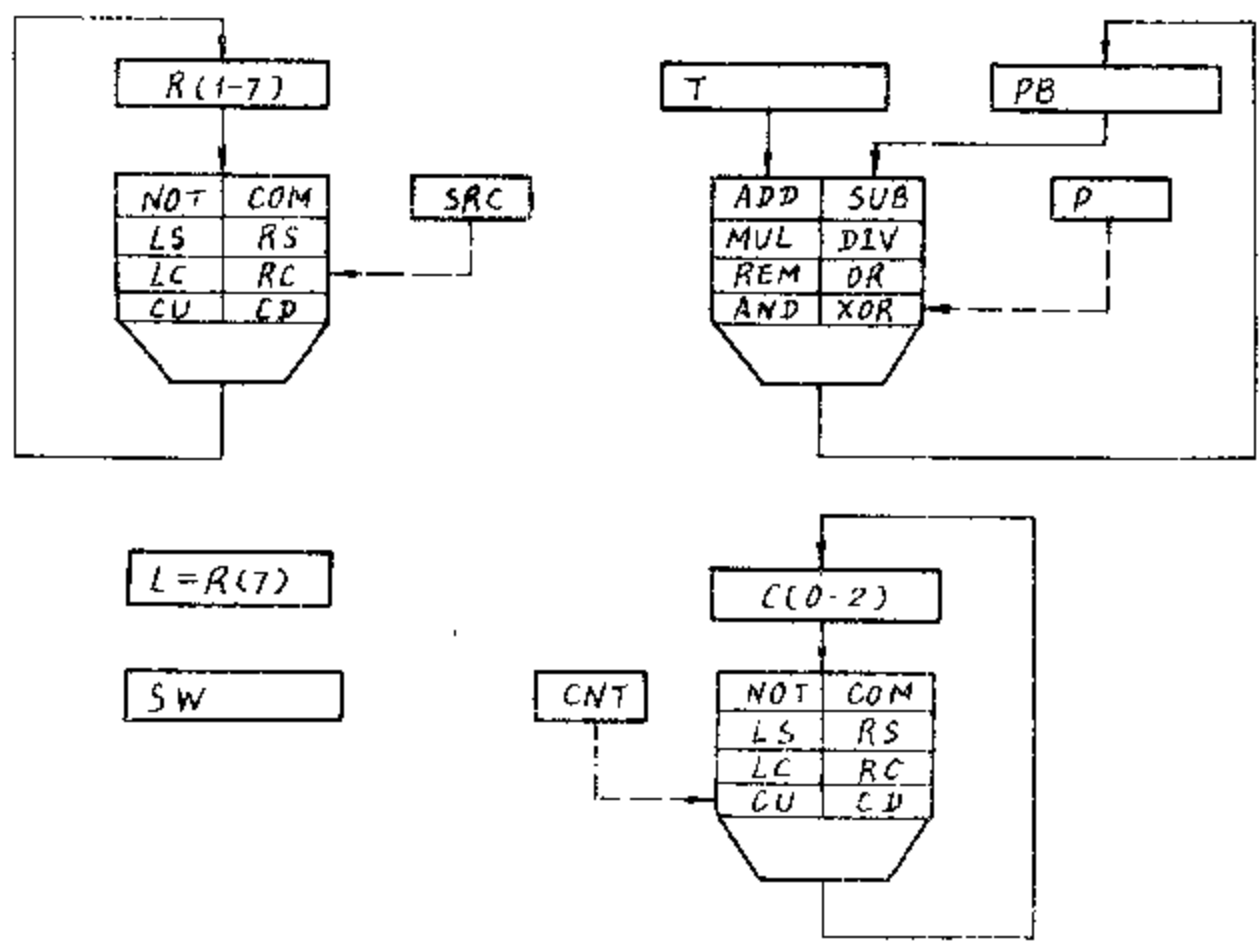 R(1-7)
T
PB
NOT COM
LS RS
LC RC
CU CD
SRC
ADD SUB
MUL DIV
REM OR
AND XOR
P
L=R(7)
SW
C(0-2)
CNT
NOT COM
LS RS
LC RC
CU CD